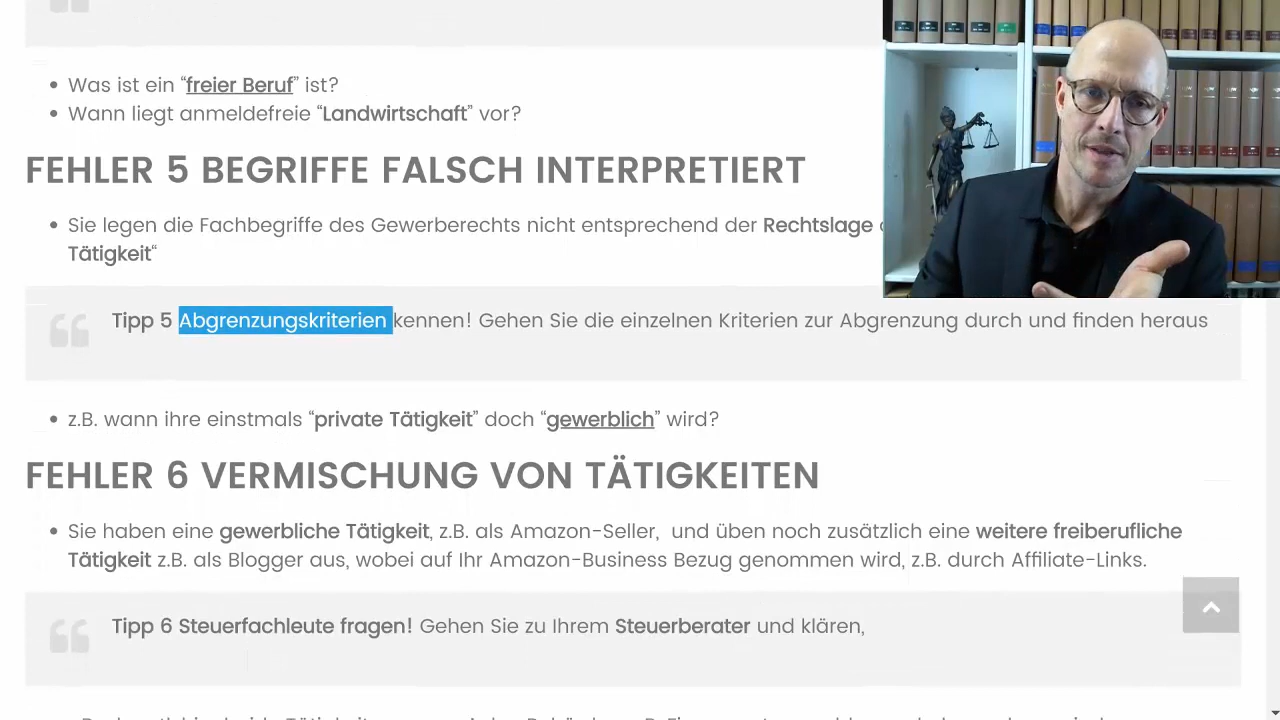 Was ist ein “freier Beruf” ist?
Wann liegt anmeldefreie “Landwirtschaft” vor?
FEHLER 5 BEGRIFFE FALSCH INTERPRETIERT
Sie legen die Fachbegriffe des Gewerberechts nicht entsprechend der Rechtslage
Tätigkeit“
Tipp 5 Abgrenzungskriterien kennen! Gehen Sie die einzelnen Kriterien zur Abgrenzung durch und finden heraus
z.B. wann ihre einstmals “private Tätigkeit” doch “gewerblich” wird?
FEHLER 6 VERMISCHUNG VON TÄTIGKEITEN
Sie haben eine gewerbliche Tätigkeit, z.B. als Amazon-Seller, und üben noch zusätzlich eine weitere freiberufliche
Tätigkeit z.B. als Blogger aus, wobei auf Ihr Amazon-Business Bezug genommen wird, z.B. durch Affiliate-Links.
Tipp 6 Steuerfachleute fragen! Gehen Sie zu Ihrem Steuerberater und klären,